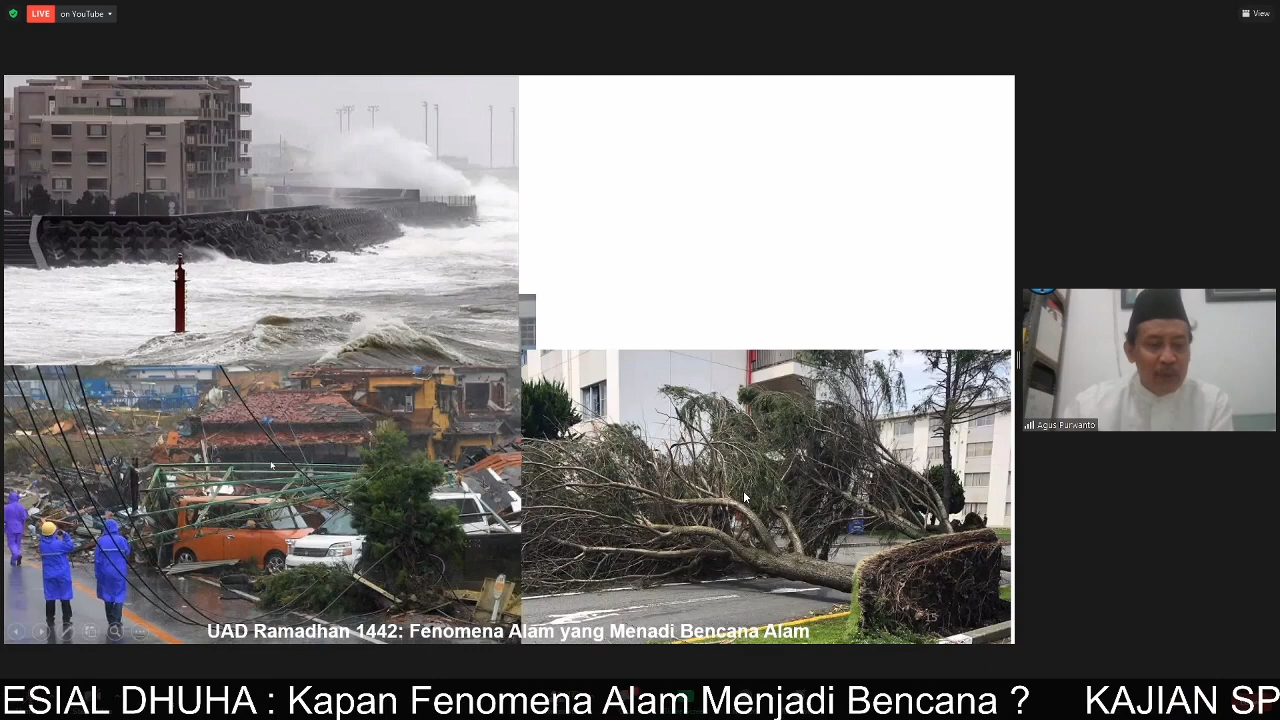 LIVE on YouTube
View
Agus Purwanto
UAD Ramadhan 1442: Fenomena Alam yang Menadi Bencana Alam
15
ESIAL DHUHA : Kapan Fenomena Alam Menjadi Bencana ? KAJIAN SP